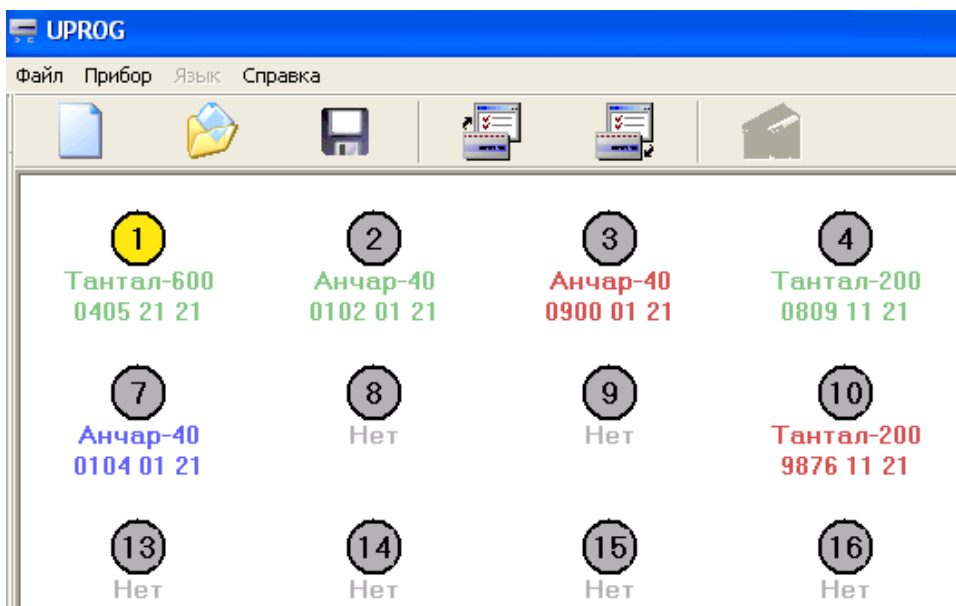 UPROG
Файл Прибор Язык Справка
1 2 3 4
Тантал-600 Анчар-40 Анчар-40 Тантал-200
0405 21 21 0102 01 21 0900 01 21 0809 11 21
7 8 9 10
Анчар-40 Нет Нет Тантал-200
0104 01 21 9876 11 21
13 14 15 16
Нет Нет Нет Нет